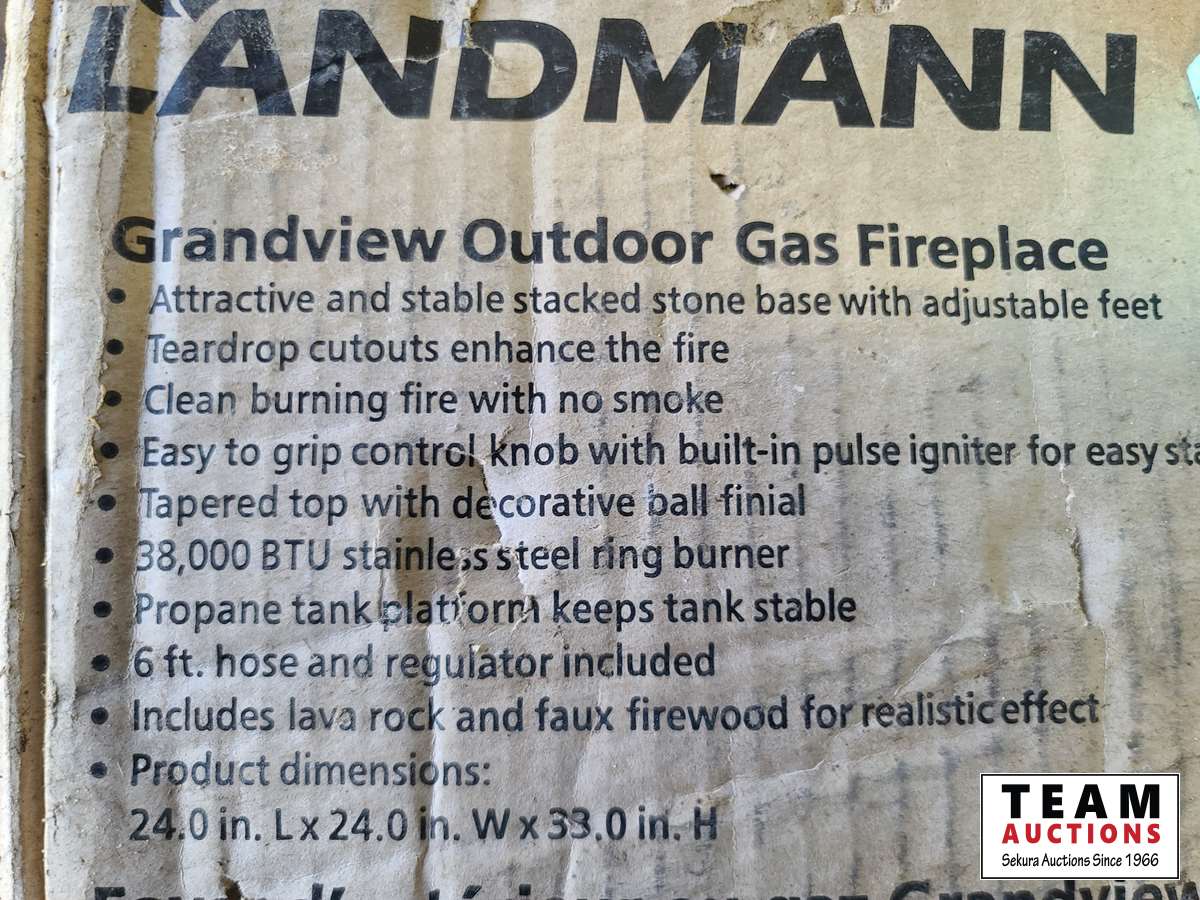 LANDMANN
Grandview Outdoor Gas Fireplace
• Attractive and stable stacked stone base with adjustable feet
• Teardrop cutouts enhance the fire
• Clean burning fire with no smoke
• Easy to grip control knob with built-in pulse igniter for easy sta
• Tapered top with decorative ball finial
• 38,000 BTU stainless steel ring burner
• Propane tank platform keeps tank stable
• 6 ft. hose and regulator included
• Includes lava rock and faux firewood for realistic effect
• Product dimensions:
24.0 in. L x 24.0 in. W x 33.0 in. H
Grandview
TEAM
AUCTIONS
Sekura Auctions Since 1966